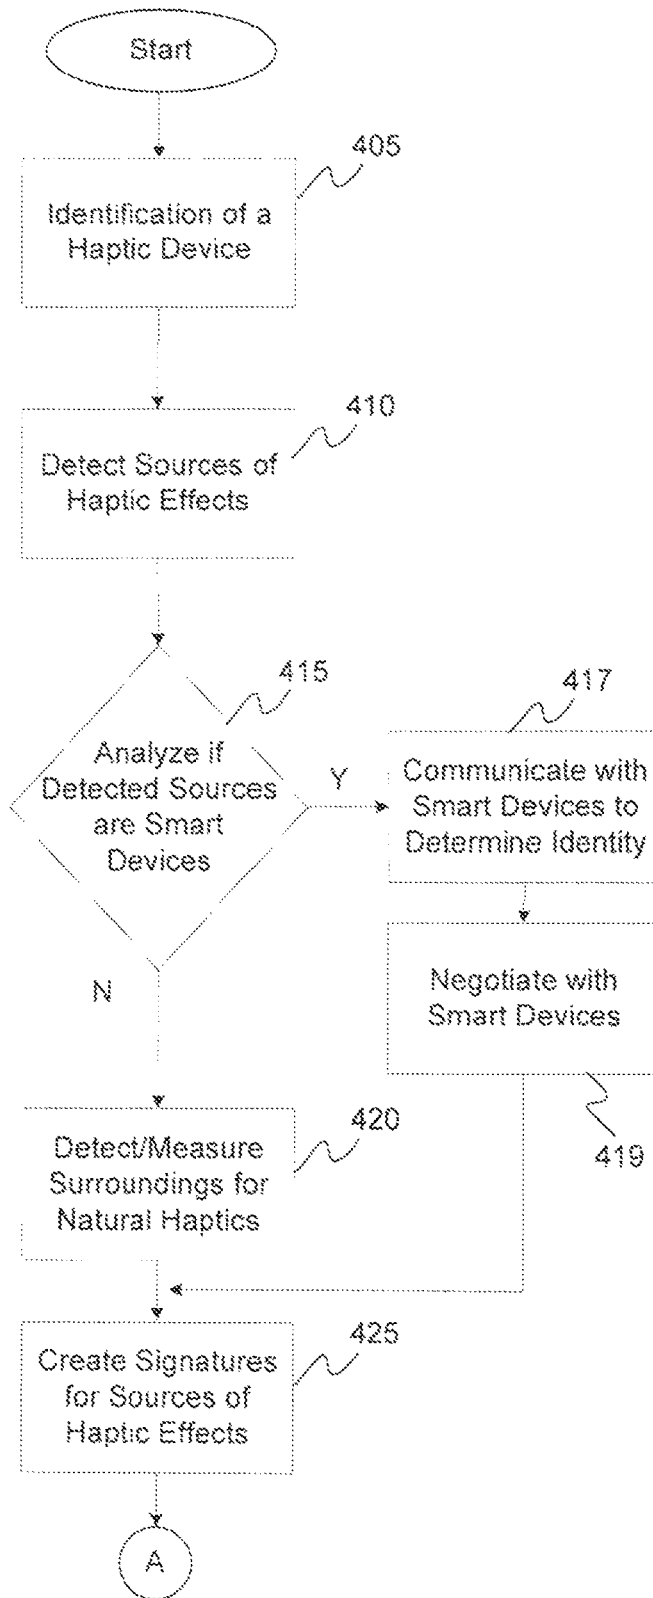 Start
405
Identification of a
Haptic Device
410
Detect Sources of
Haptic Effects
415
Analyze if
Detected Sources
are Smart
Devices
Y
417
Communicate with
Smart Devices to
Determine Identity
Negotiate with
Smart Devices
419
N
420
Detect/Measure
Surroundings for
Natural Haptics
425
Create Signatures
for Sources of
Haptic Effects
A